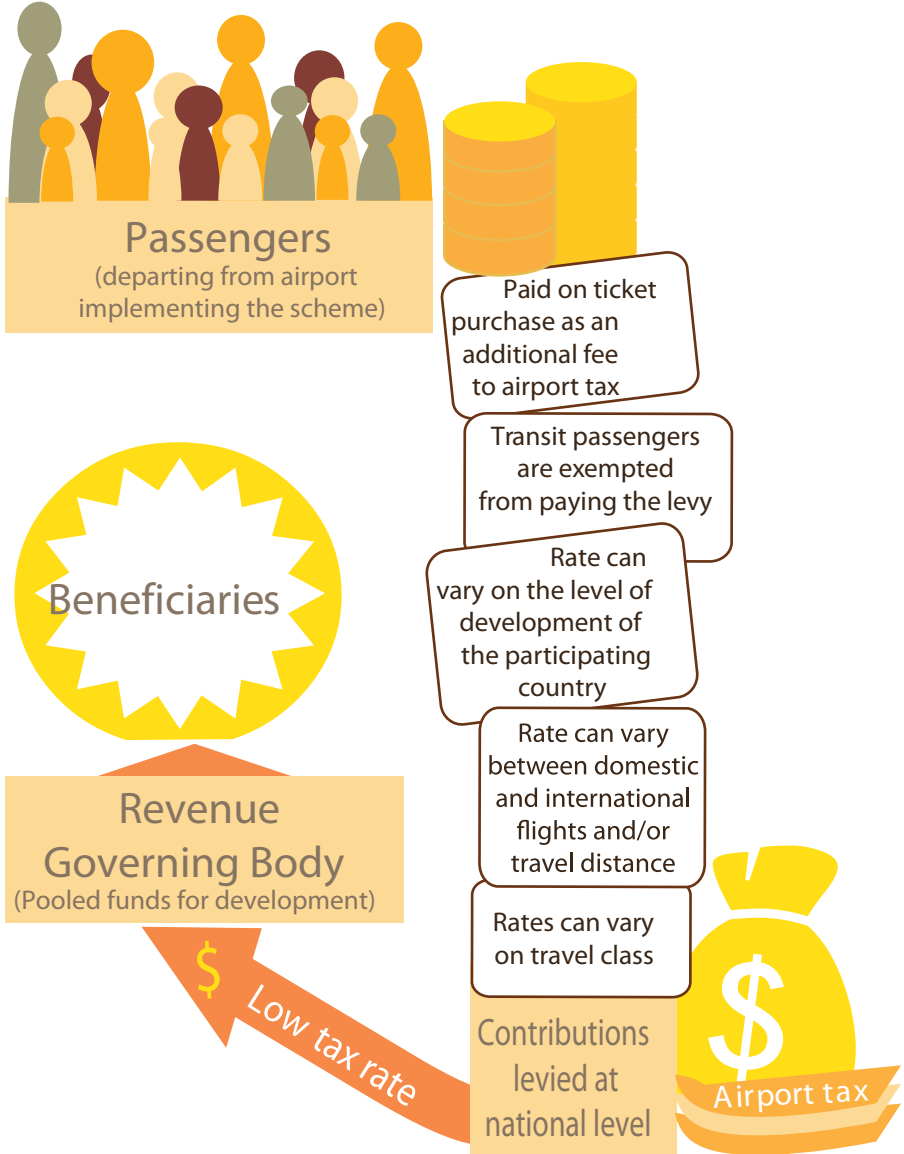 Passengers
(departing from airport
implementing the scheme)
Paid on ticket
purchase as an
additional fee
to airport tax
Transit passengers
are exempted
from paying the levy
Rate can
vary on the level of
development of
the participating
country
Rate can vary
between domestic
and international
flights and/or
travel distance
Rates can vary
on travel class
Contributions
levied at
national level
$
Airport tax
Low tax rate
$
Revenue
Governing Body
(Pooled funds for development)
Beneficiaries